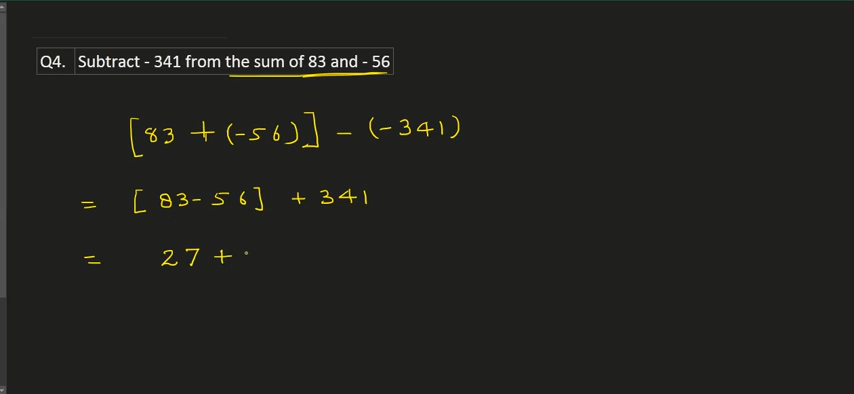 Q4. Subtract - 341 from the sum of 83 and - 56
[83 + (-56)] - (-341)
= [83 - 56] + 341
= 27 +